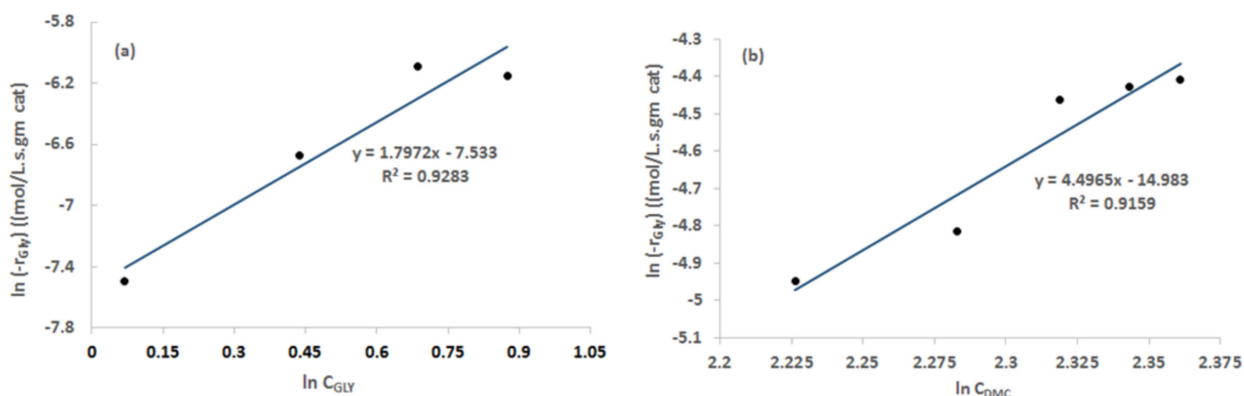 (a)
ln (-rGly) ((mol/L.s.gm cat)
-5.8
-6.2
-6.6
-7
-7.4
-7.8
y = 1.7972x - 7.533
R² = 0.9283
0 0.15 0.3 0.45 0.6 0.75 0.9 1.05
ln CGLY
(b)
ln (-rGly) ((mol/L.s.gm cat)
-4.3
-4.4
-4.5
-4.6
-4.7
-4.8
-4.9
-5
-5.1
y = 4.4965x - 14.983
R² = 0.9159
2.2 2.225 2.25 2.275 2.3 2.325 2.35 2.375
ln CDMC